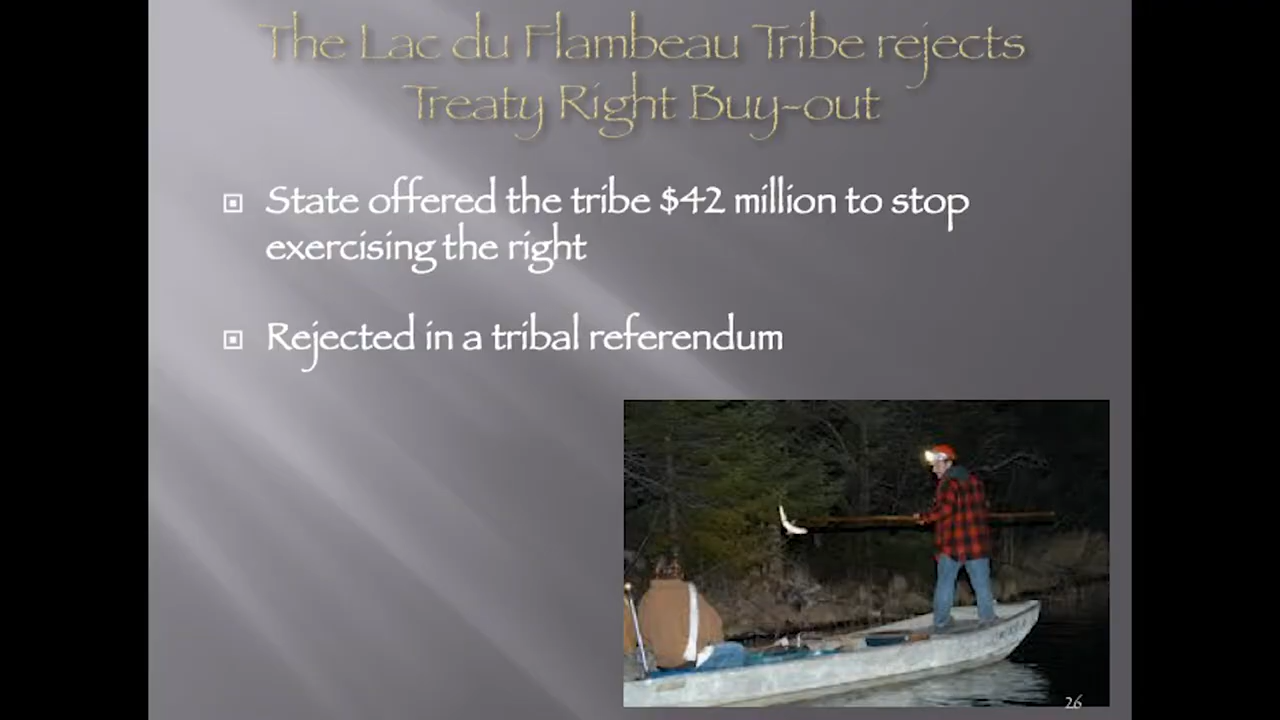 The Lac du Flambeau Tribe rejects
Treaty Right Buy-out
State offered the tribe $42 million to stop
exercising the right
Rejected in a tribal referendum
26